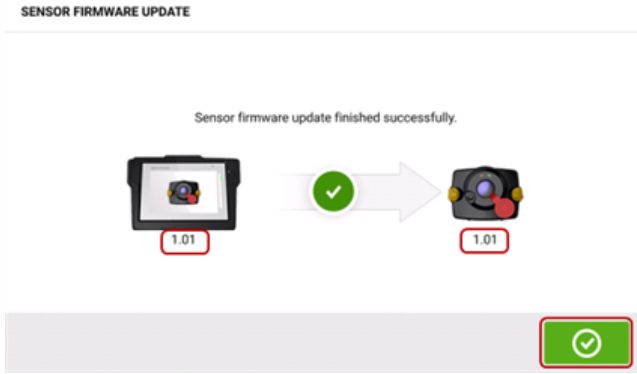 SENSOR FIRMWARE UPDATE
Sensor firmware update finished successfully.
1.01
1.01